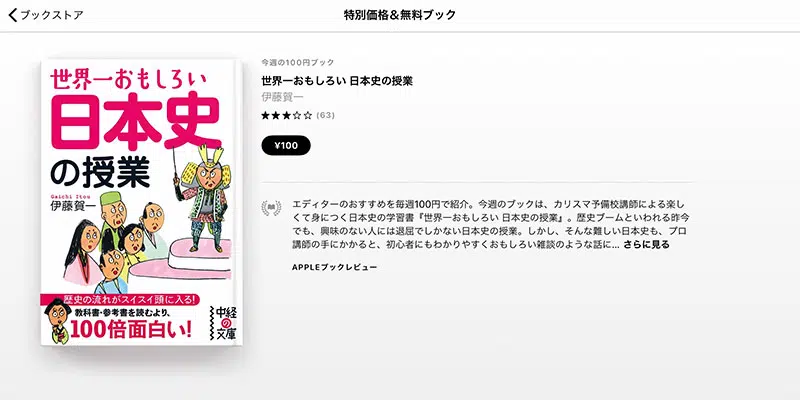 ブックストア
特別価格＆無料ブック
世界一おもしろい
日本史
の授業
Gaichi Itou
伊藤賀一
歴史の流れがスイスイ頭に入る!
教科書・参考書を読むより、
100倍面白い!
中経
の
文庫
今週の100円ブック
世界一おもしろい 日本史の授業
伊藤賀一
★★★☆☆ (63)
¥100
エディターのおすすめを毎週100円で紹介。今週のブックは、カリスマ予備校講師による楽し
くて身につく日本史の学習書『世界一おもしろい 日本史の授業』。歴史ブームといわれる昨今
でも、興味のない人には退屈でしかない日本史の授業。しかし、そんな難しい日本史も、プロ
講師の手にかかると、初心者にもわかりやすくおもしろい雑談のような話に... さらに見る
APPLEブックレビュー